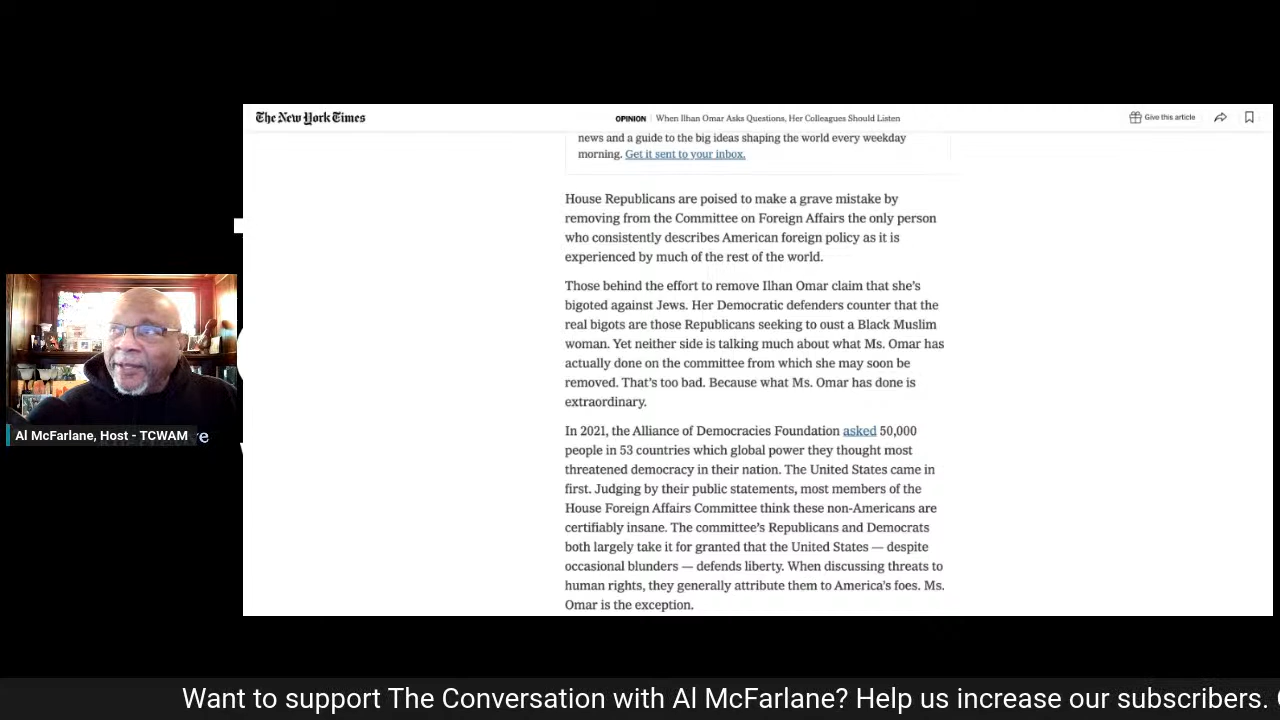 The New York Times
OPINION | When Ilhan Omar Asks Questions, Her Colleagues Should Listen
Give this article
news and a guide to the big ideas shaping the world every weekday
morning. Get it sent to your inbox.
House Republicans are poised to make a grave mistake by
removing from the Committee on Foreign Affairs the only person
who consistently describes American foreign policy as it is
experienced by much of the rest of the world.
Those behind the effort to remove Ilhan Omar claim that she’s
bigoted against Jews. Her Democratic defenders counter that the
real bigots are those Republicans seeking to oust a Black Muslim
woman. Yet neither side is talking much about what Ms. Omar has
actually done on the committee from which she may soon be
removed. That’s too bad. Because what Ms. Omar has done is
extraordinary.
In 2021, the Alliance of Democracies Foundation asked 50,000
people in 53 countries which global power they thought most
threatened democracy in their nation. The United States came in
first. Judging by their public statements, most members of the
House Foreign Affairs Committee think these non-Americans are
certifiably insane. The committee’s Republicans and Democrats
both largely take it for granted that the United States — despite
occasional blunders — defends liberty. When discussing threats to
human rights, they generally attribute them to America’s foes. Ms.
Omar is the exception.
Al McFarlane, Host - TCWAM
Want to support The Conversation with Al McFarlane? Help us increase our subscribers.